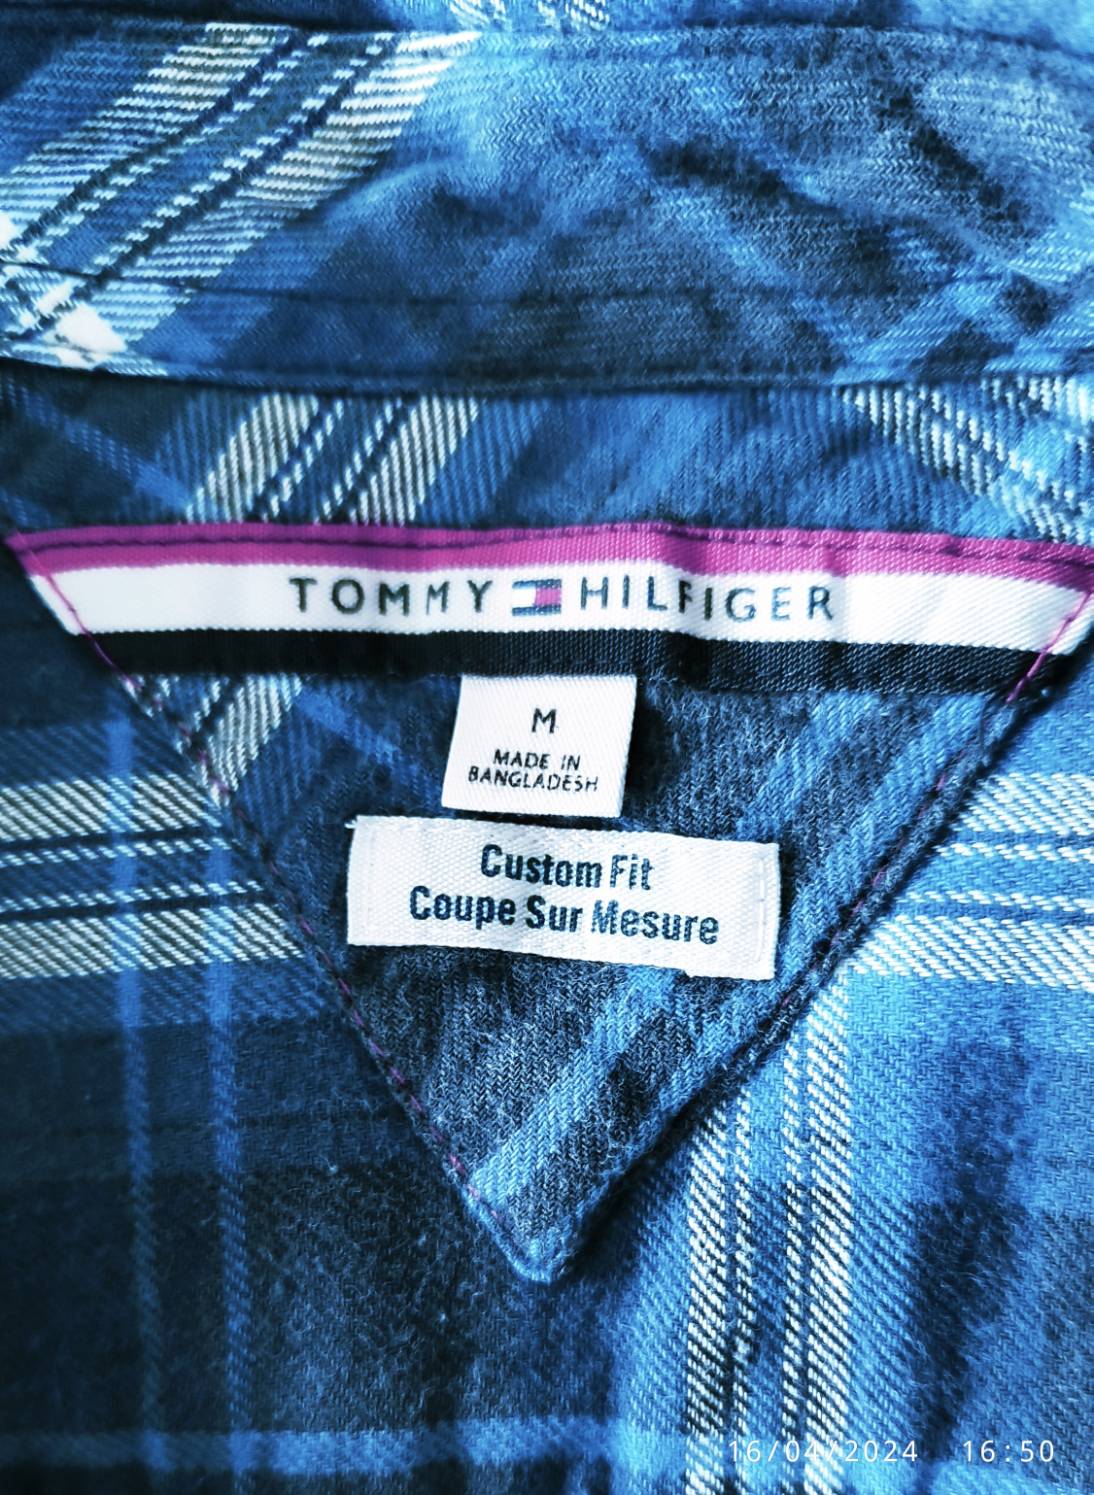 TOMMY HILFIGER
M
MADE IN
BANGLADESH
Custom Fit
Coupe Sur Mesure
16/04/2024 16:50